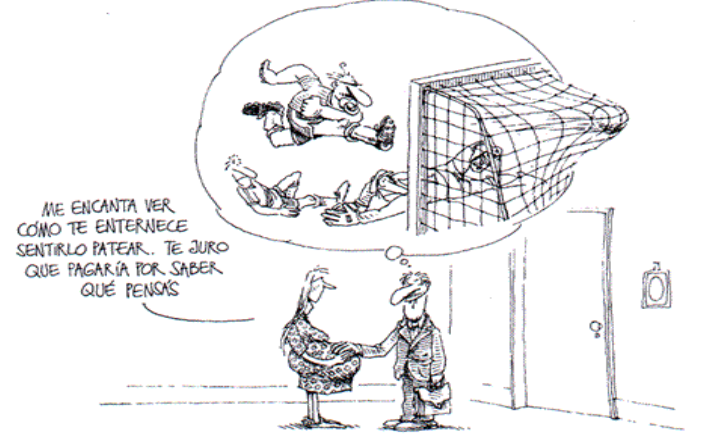 ME ENCANTA VER
CÓMO TE ENTERNECE
SENTIRLO PATEAR. TE JURO
QUE PAGARÍA POR SABER
QUÉ PENSÁS